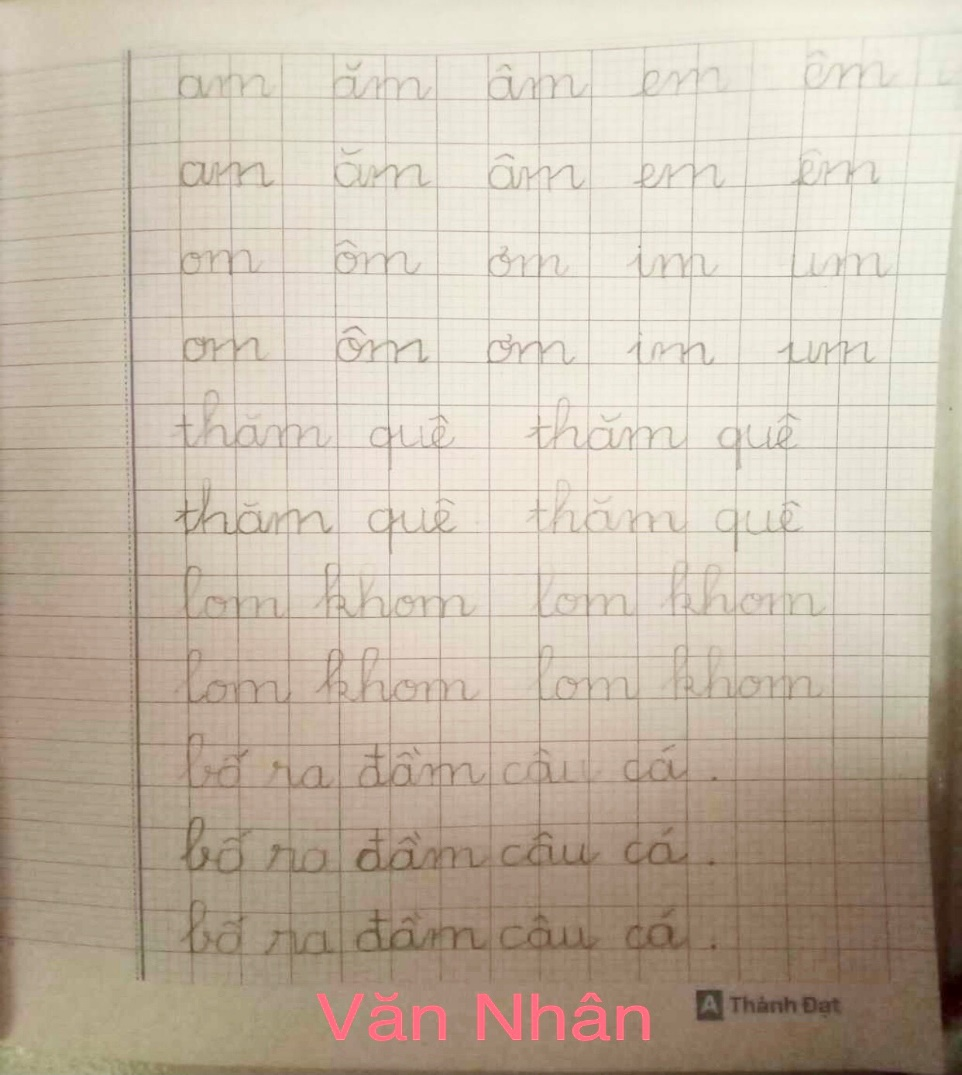 am ăm âm em êm
am ăm âm em êm
om ôm ơm im um
om ôm ơm im um
thăm quê thăm quê
thăm quê thăm quê
lom khom lom khom
lom khom lom khom
bố ra đầm câu cá.
bố ra đầm câu cá.
bố ra đầm câu cá.
A Thành Đạt
Văn Nhân